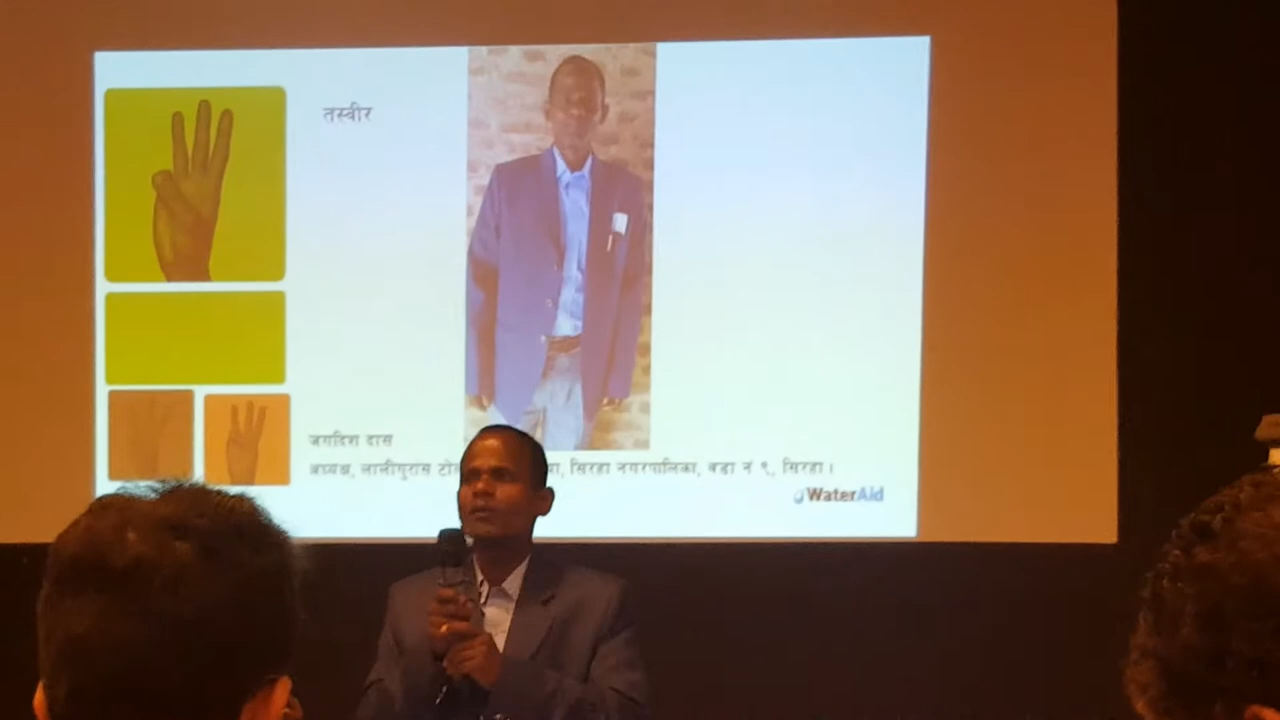 तस्वीर
जगदिश दास
अध्यक्ष, लालीगुराँस टोल
सिरहा नगरपालिका, वडा नं ९, सिरहा ।
WaterAid